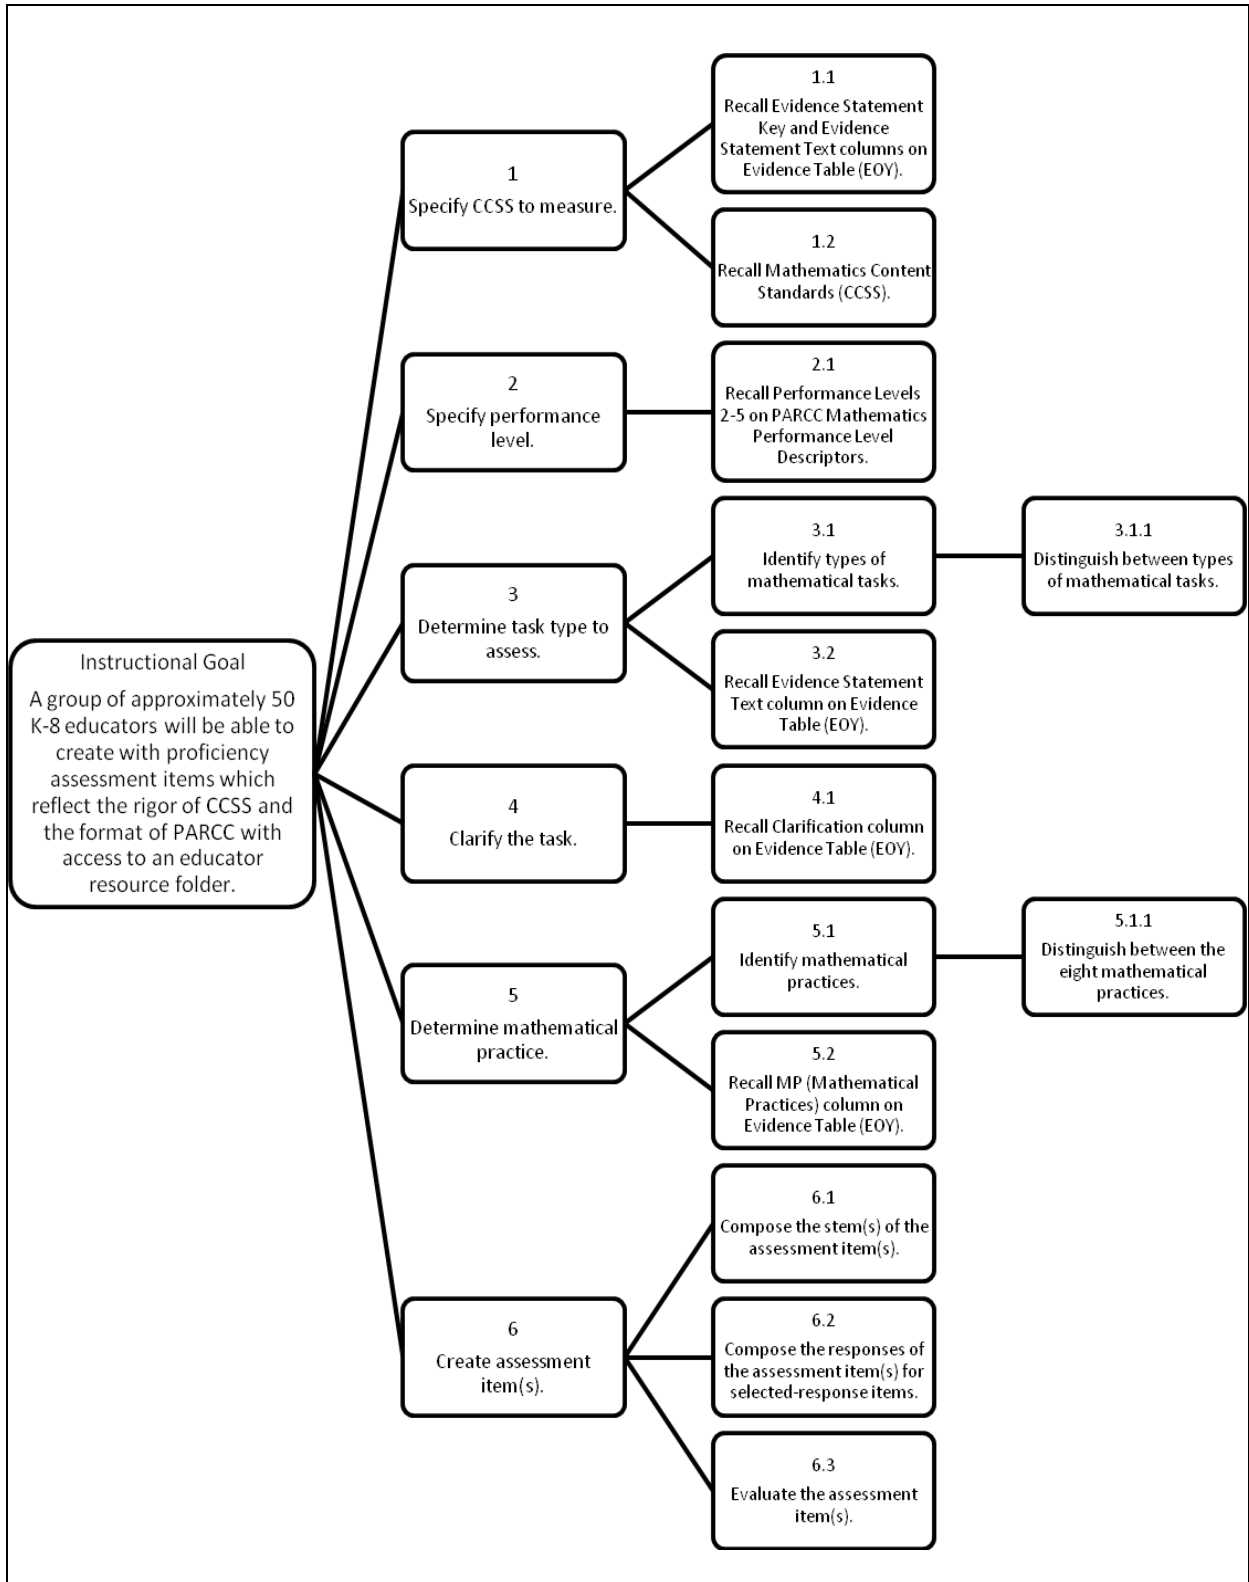 Instructional Goal
A group of approximately 50
K-8 educators will be able to
create with proficiency
assessment items which
reflect the rigor of CCSS and
the format of PARCC with
access to an educator
resource folder.
1
Specify CCSS to measure.
1.1
Recall Evidence Statement
Key and Evidence
Statement Text columns on
Evidence Table (EOY).
1.2
Recall Mathematics Content
Standards (CCSS).
2
Specify performance
level.
2.1
Recall Performance Levels
2-5 on PARCC Mathematics
Performance Level
Descriptors.
3
Determine task type to
assess.
3.1
Identify types of
mathematical tasks.
3.1.1
Distinguish between types
of mathematical tasks.
3.2
Recall Evidence Statement
Text column on Evidence
Table (EOY).
4
Clarify the task.
4.1
Recall Clarification column
on Evidence Table (EOY).
5
Determine mathematical
practice.
5.1
Identify mathematical
practices.
5.1.1
Distinguish between the
eight mathematical
practices.
5.2
Recall MP (Mathematical
Practices) column on
Evidence Table (EOY).
6
Create assessment
item(s).
6.1
Compose the stem(s) of the
assessment item(s).
6.2
Compose the responses of
the assessment item(s) for
selected-response items.
6.3
Evaluate the assessment
item(s).